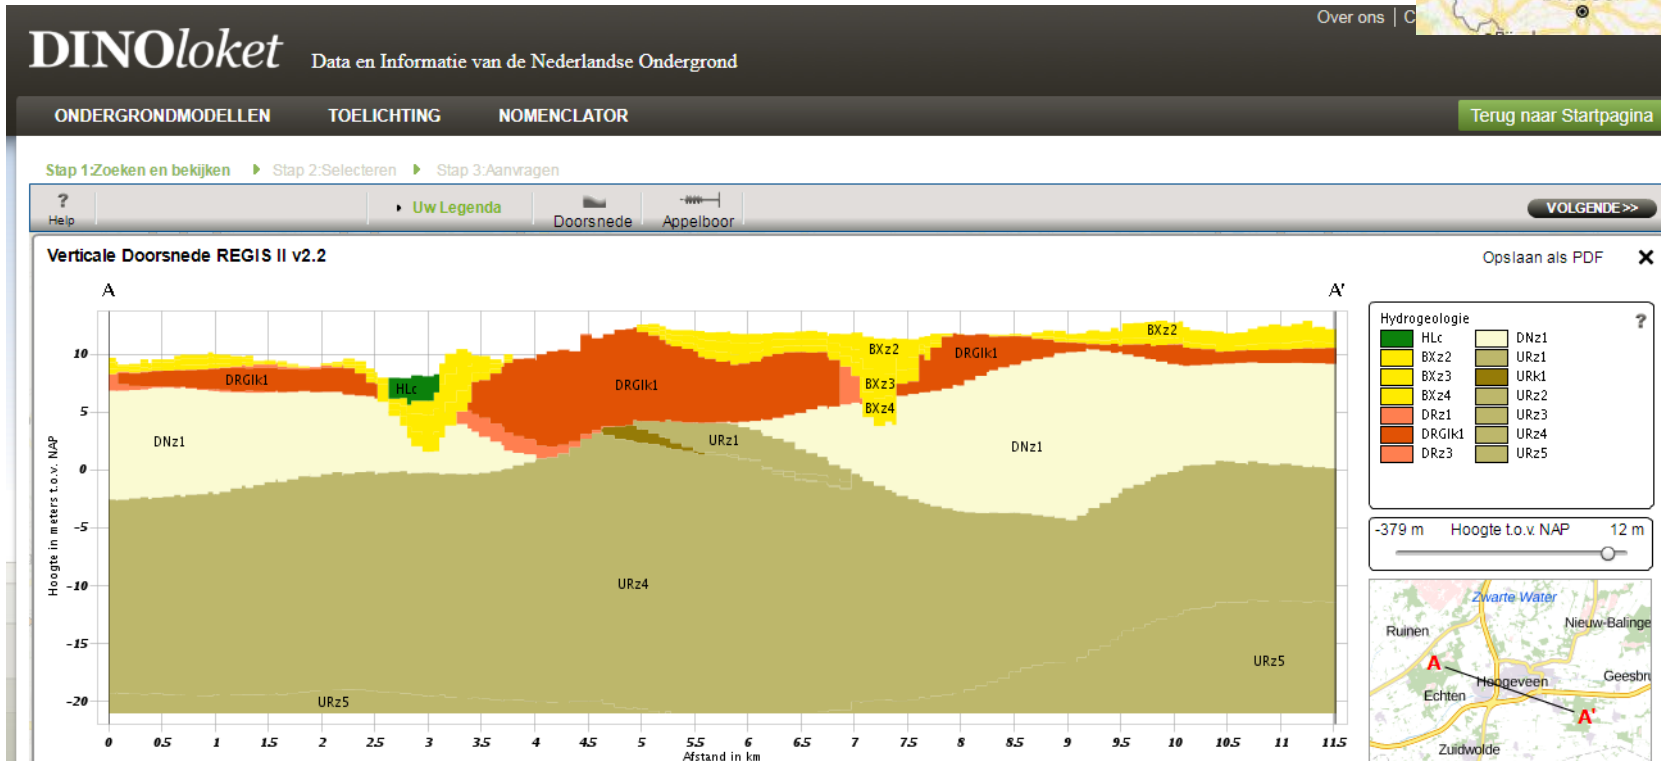 Over ons
DINOloket
Data en Informatie van de Nederlandse Ondergrond
ONDERGRONDMODELLEN TOELICHTING NOMENCLATOR
Terug naar Startpagina
Stap 1:Zoeken en bekijken Stap 2:Selecteren Stap 3:Aanvragen
? Help
Uw Legenda
Doorsnede
Appelboor
VOLGENDE>>
Verticale Doorsnede REGIS II v2.2
Opslaan als PDF
A A'
BXz2
BXz2
DRGIk1
DRGIk1
DRGIk1
HLc
BXz3
BXz4
DNz1
URz1
DNz1
URz4
URz5
URz5
Hoogte in meters t.o.v. NAP
10
5
0
-5
-10
-15
-20
0 0.5 1 1.5 2 2.5 3 3.5 4 4.5 5 5.5 6 6.5 7 7.5 8 8.5 9 9.5 10 10.5 11 11.5
Afstand in km
Hydrogeologie ?
HLc DNz1
BXz2 URz1
BXz3 URk1
BXz4 URz2
DRz1 URz3
DRGIk1 URz4
DRz3 URz5
-379 m Hoogte t.o.v. NAP 12 m
Zwarte Water
Ruinen
Nieuw-Balinge
A
Hoogeveen
Echten
A'
Zuidwolde